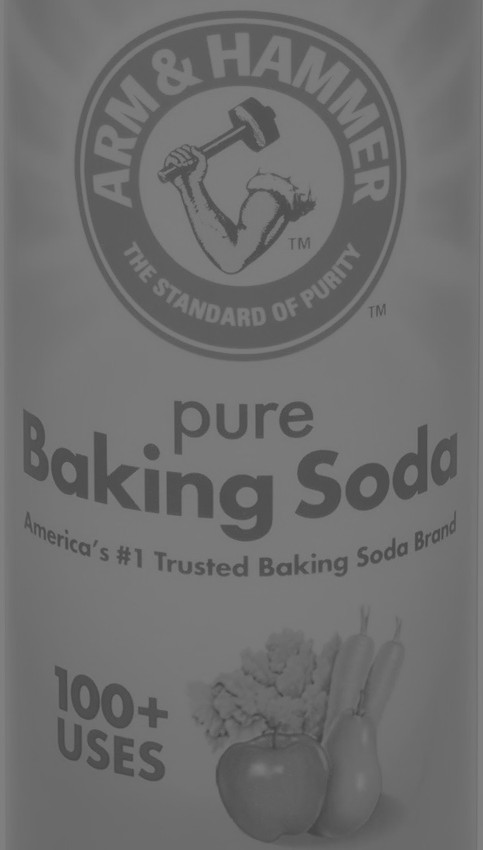 ARM & HAMMER
TM
THE STANDARD OF PURITY
TM
pure
Baking Soda
America's #1 Trusted Baking Soda Brand
100+
USES